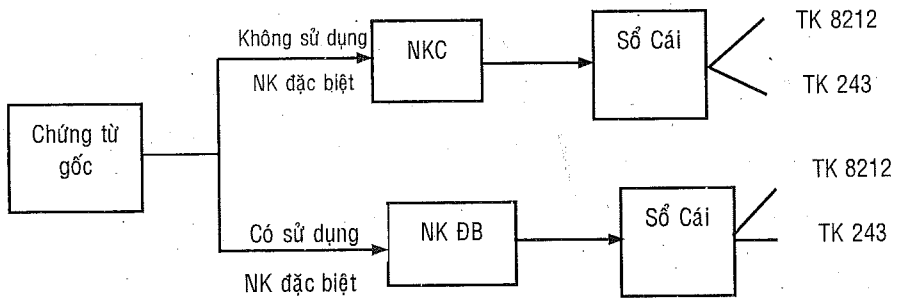 Không sử dụng
NK đặc biệt
NKC
Sổ Cái
TK 8212
TK 243
Chứng từ
gốc
Có sử dụng
NK đặc biệt
NK ĐB
Sổ Cái
TK 8212
TK 243